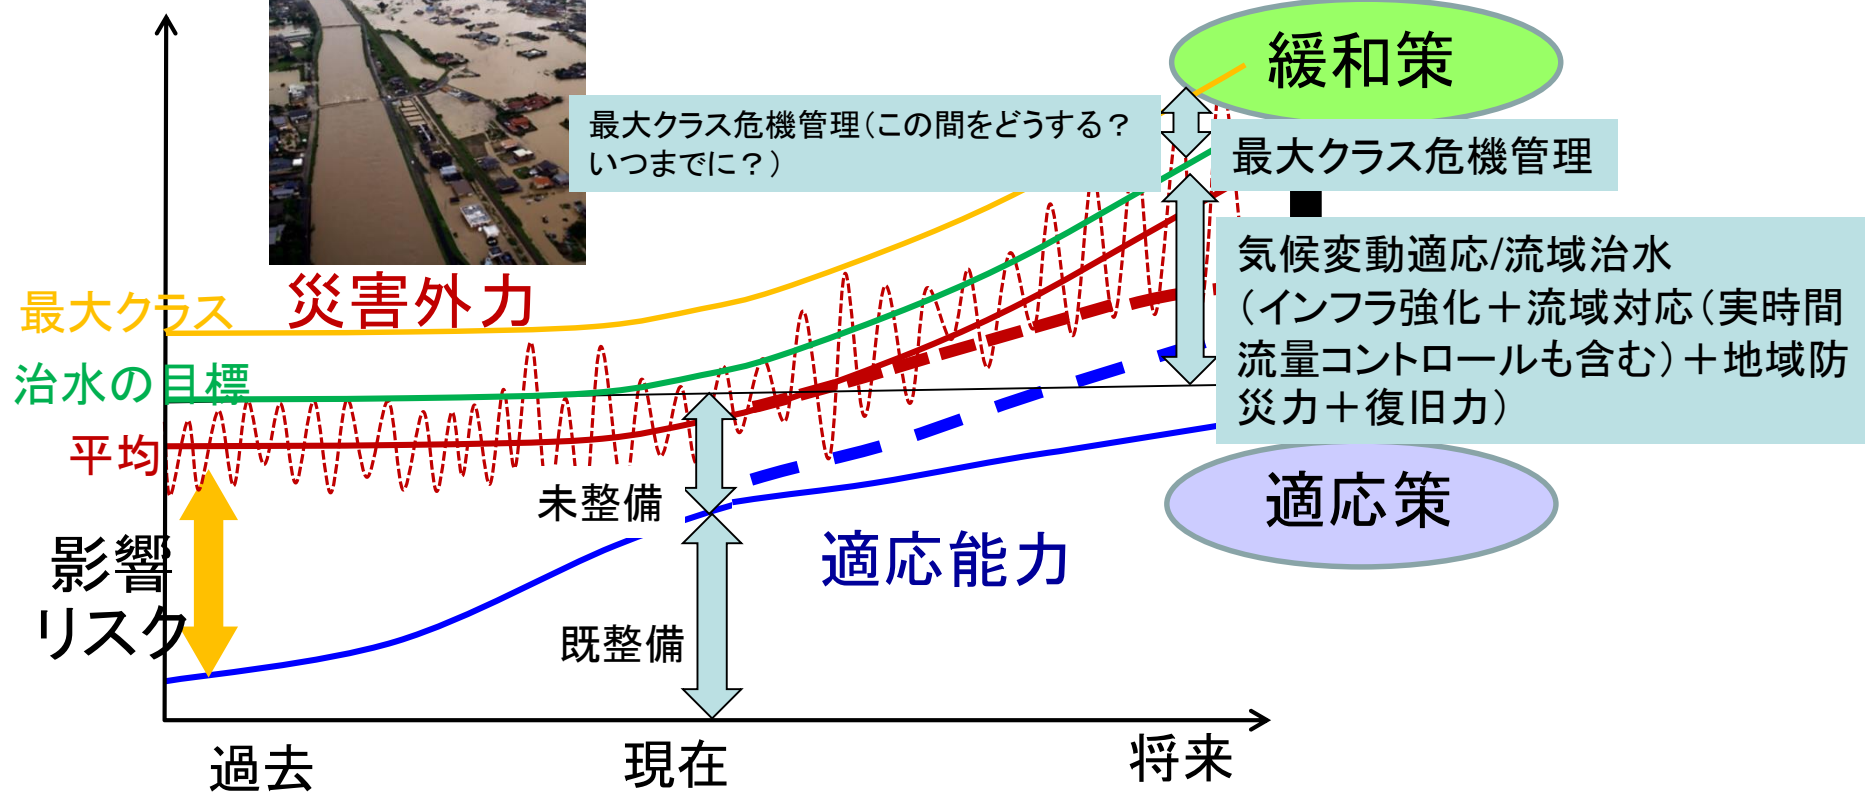 緩和策
最大クラス危機管理（この間をどうする？
いつまでに？）
最大クラス危機管理
気候変動適応/流域治水
（インフラ強化＋流域対応（実時間
流量コントロールも含む）＋地域防
災力＋復旧力）
災害外力
最大クラス
治水の目標
平均
未整備
適応策
影響
リスク
適応能力
既整備
過去
現在
将来